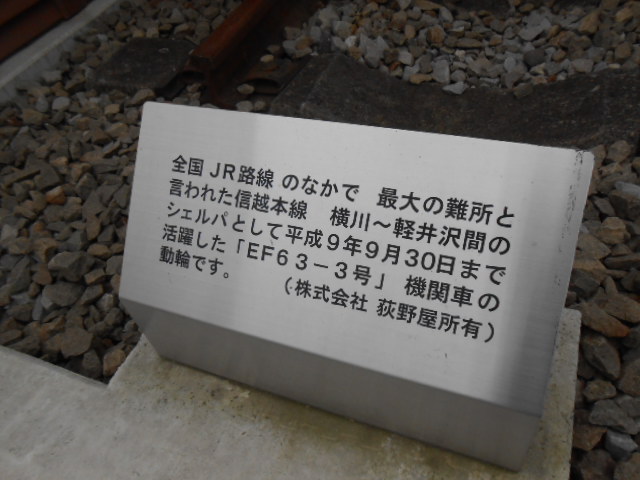 全国 JR路線 のなかで 最大の難所と
言われた信越本線 横川～軽井沢間の
シェルパとして平成9年9月30日まで
活躍した「EF63－3号」 機関車の
動輪です。 (株式会社 荻野屋所有)